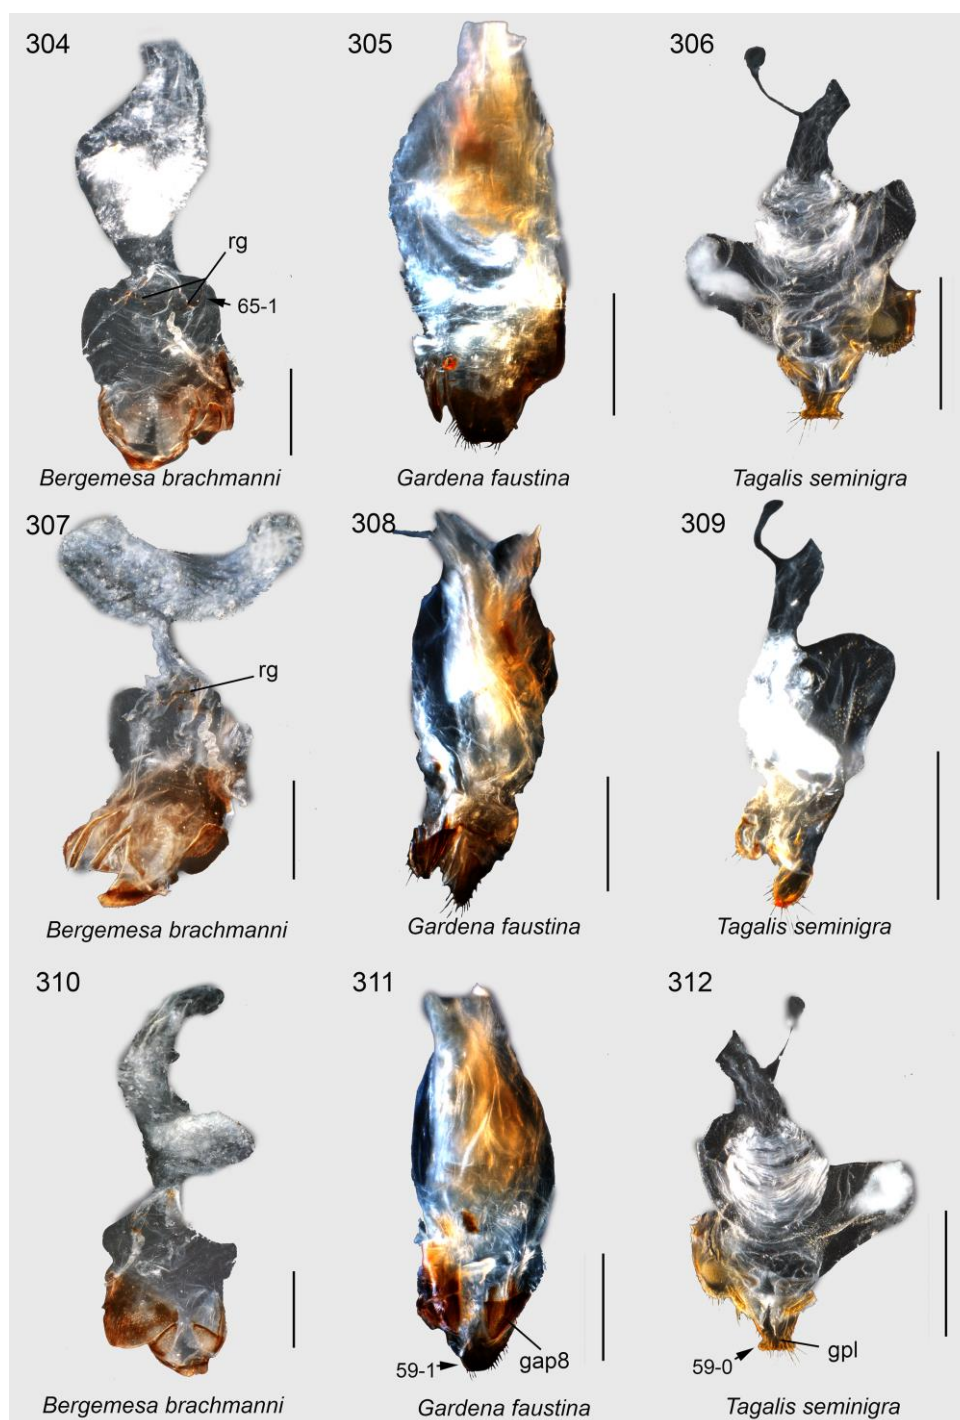 304
305
306
rg
65-1
Bergemesa brachmanni
Gardena faustina
Tagalis seminigra
307
308
309
rg
Bergemesa brachmanni
Gardena faustina
Tagalis seminigra
310
311
312
59-1
gap8
59-0
gpl
Bergemesa brachmanni
Gardena faustina
Tagalis seminigra